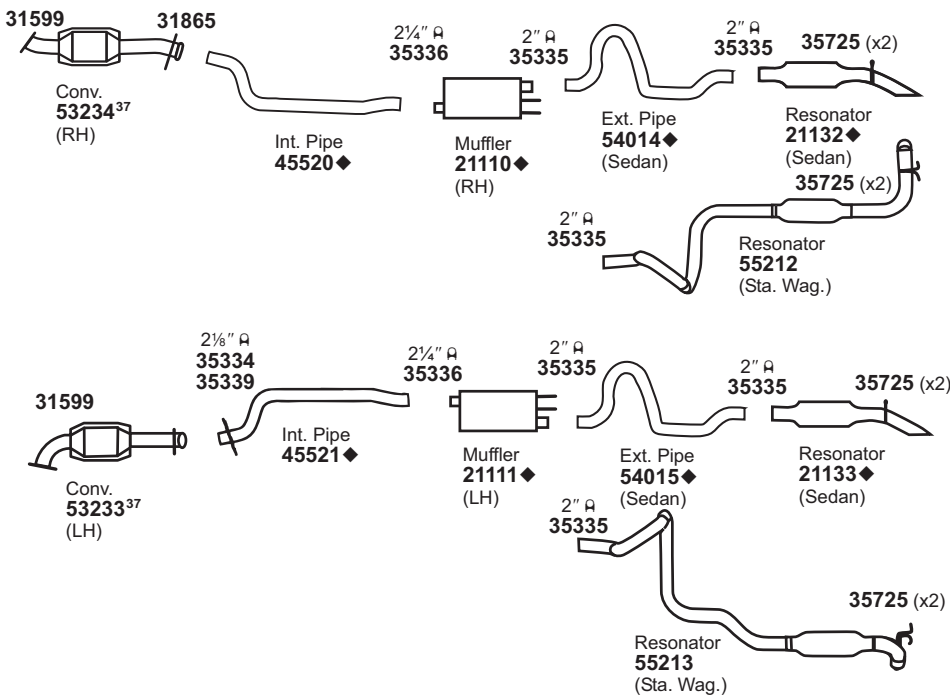 31599
31865
Conv.
53234³⁷
(RH)
Int. Pipe
45520◆
2¼″
35336
Muffler
21110◆
(RH)
2″
35335
Ext. Pipe
54014◆
(Sedan)
2″
35335
35725 (x2)
Resonator
21132◆
(Sedan)
2″
35335
35725 (x2)
Resonator
55212
(Sta. Wag.)
31599
Conv.
53233³⁷
(LH)
2⅛″
35334
35339
Int. Pipe
45521◆
2¼″
35336
Muffler
21111◆
(LH)
2″
35335
Ext. Pipe
54015◆
(Sedan)
2″
35335
35725 (x2)
Resonator
21133◆
(Sedan)
2″
35335
35725 (x2)
Resonator
55213
(Sta. Wag.)